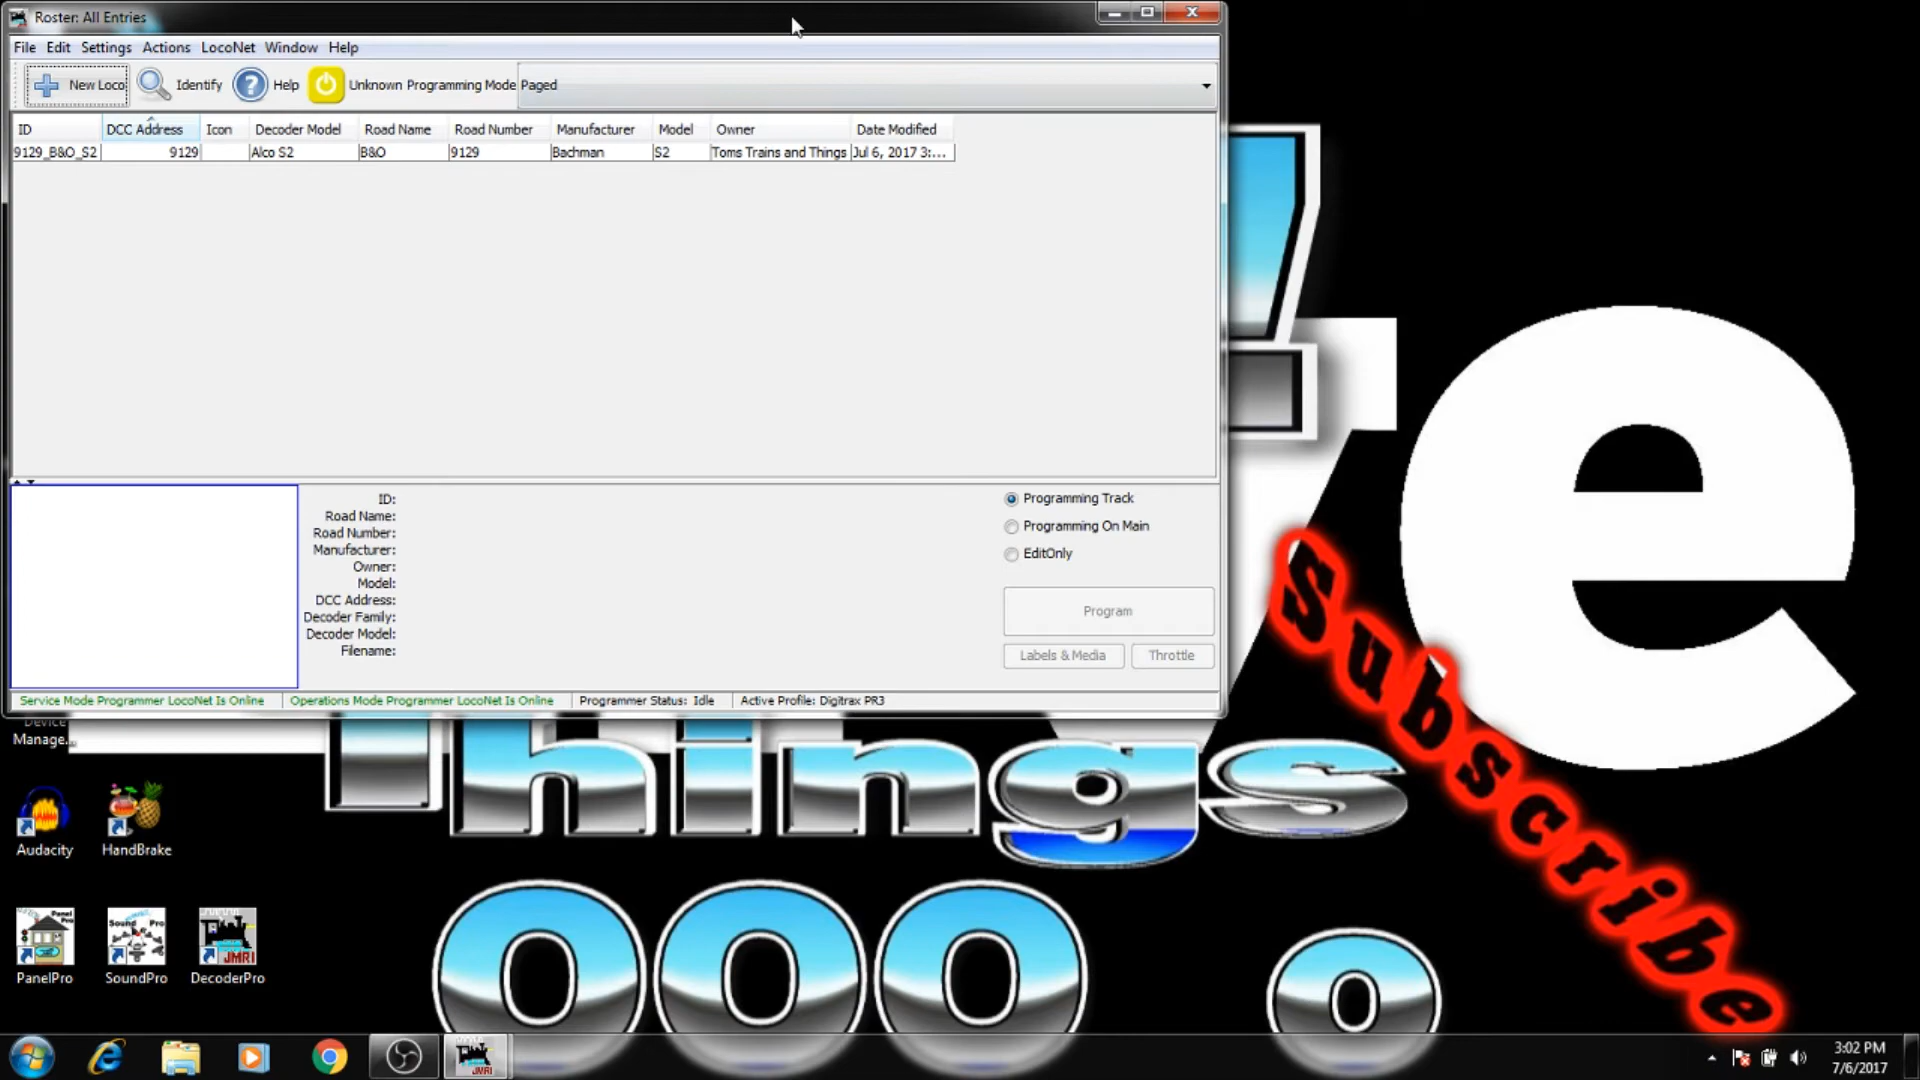 Roster: All Entries
File Edit Settings Actions LocoNet Window Help
New Loco Identify Help Unknown Programming Mode Paged
ID DCC Address Icon Decoder Model Road Name Road Number Manufacturer Model Owner Date Modified
9129_B&O_S2 9129 Alco S2 B&O 9129 Bachman S2 Toms Trains and Things Jul 6, 2017 3:...
ID:
Road Name:
Road Number:
Manufacturer:
Owner:
Model:
DCC Address:
Decoder Family:
Decoder Model:
Filename:
Programming Track
Programming On Main
EditOnly
Program
Labels & Media Throttle
Service Mode Programmer LocoNet Is Online Operations Mode Programmer LocoNet Is Online Programmer Status: Idle Active Profile: Digitrax PR3
Device
Manage...
Things
e
Subscribe
Audacity HandBrake
PanelPro SoundPro DecoderPro
OOO O
3:02 PM
7/6/2017